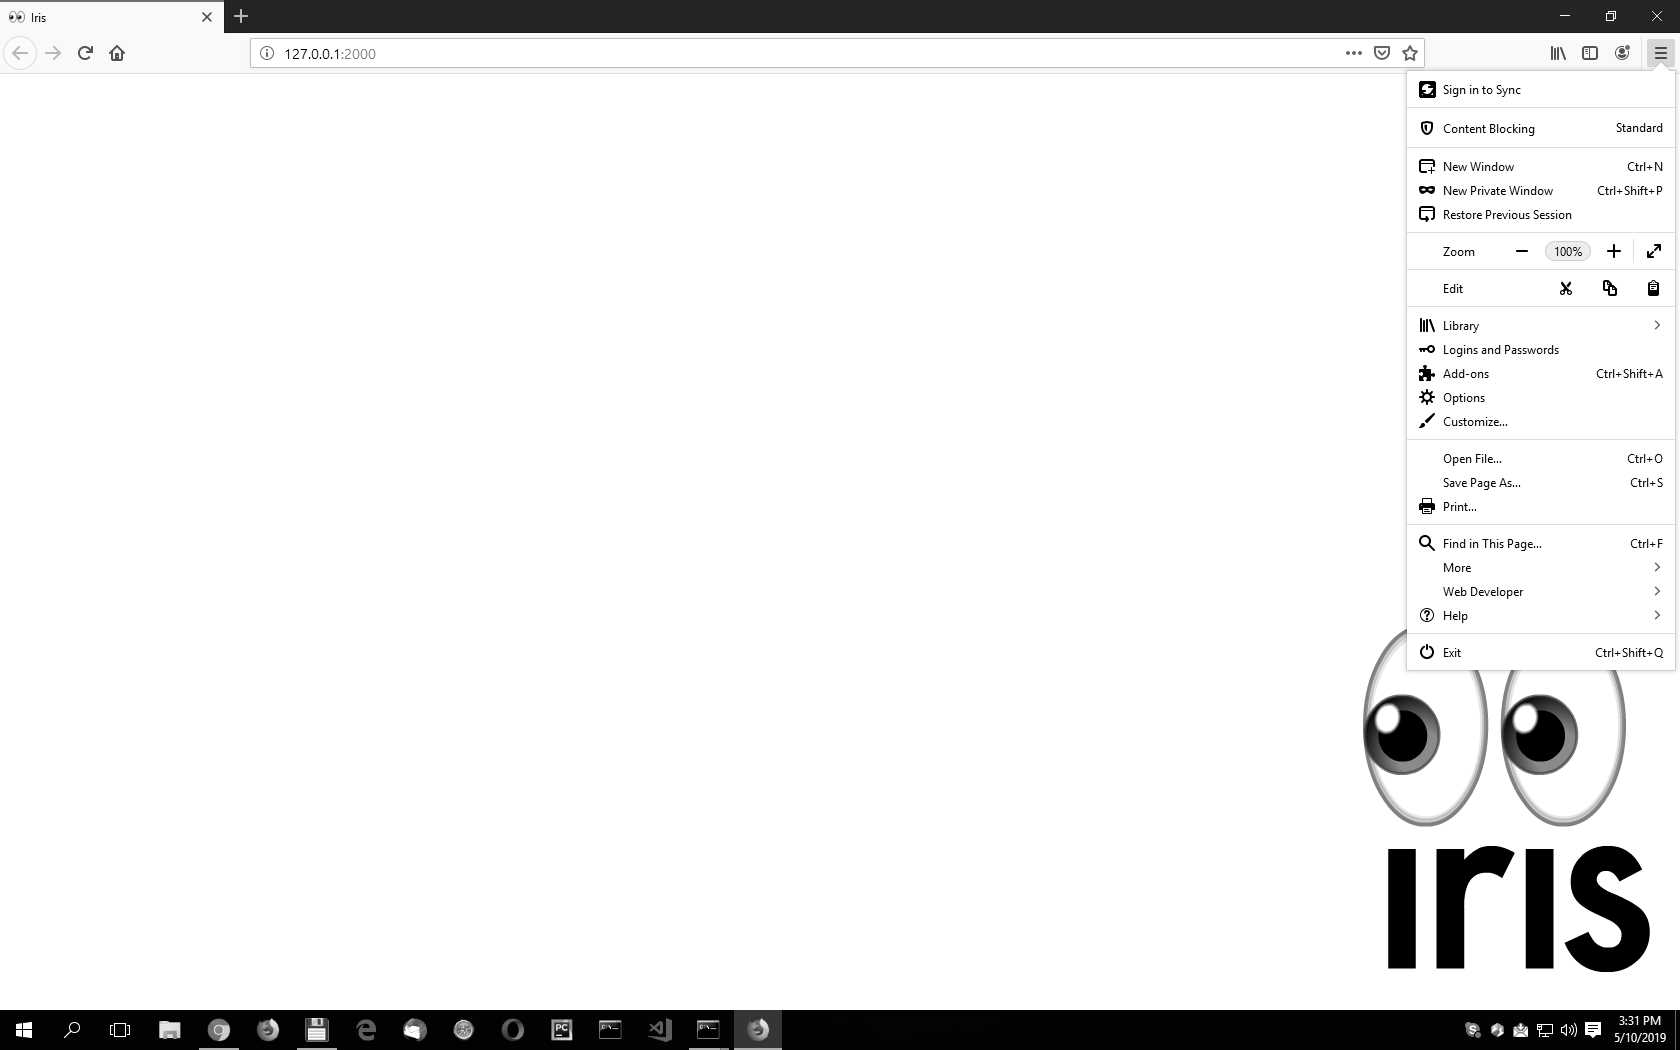 Iris
127.0.0.1:2000
Sign in to Sync
Content Blocking Standard
New Window Ctrl+N
New Private Window Ctrl+Shift+P
Restore Previous Session
Zoom 100%
Edit
Library
Logins and Passwords
Add-ons Ctrl+Shift+A
Options
Customize...
Open File... Ctrl+O
Save Page As... Ctrl+S
Print...
Find in This Page... Ctrl+F
More
Web Developer
Help
Exit Ctrl+Shift+Q
iris
PC
3:31 PM
5/10/2019